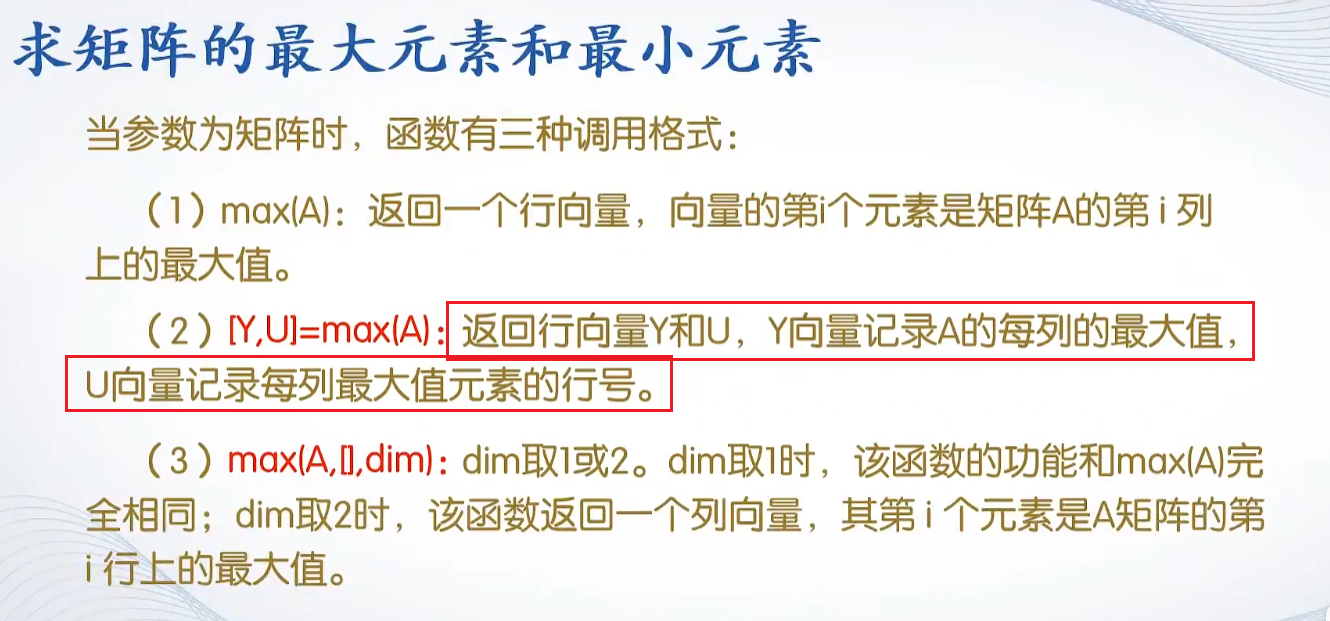 求矩阵的最大元素和最小元素
当参数为矩阵时，函数有三种调用格式：
（1）max(A)：返回一个行向量，向量的第i个元素是矩阵A的第 i 列
上的最大值。
（2）[Y,U]=max(A)：返回行向量Y和U，Y向量记录A的每列的最大值，
U向量记录每列最大值元素的行号。
（3）max(A,[],dim)：dim取1或2。dim取1时，该函数的功能和max(A)完
全相同；dim取2时，该函数返回一个列向量，其第 i 个元素是A矩阵的第
i 行上的最大值。